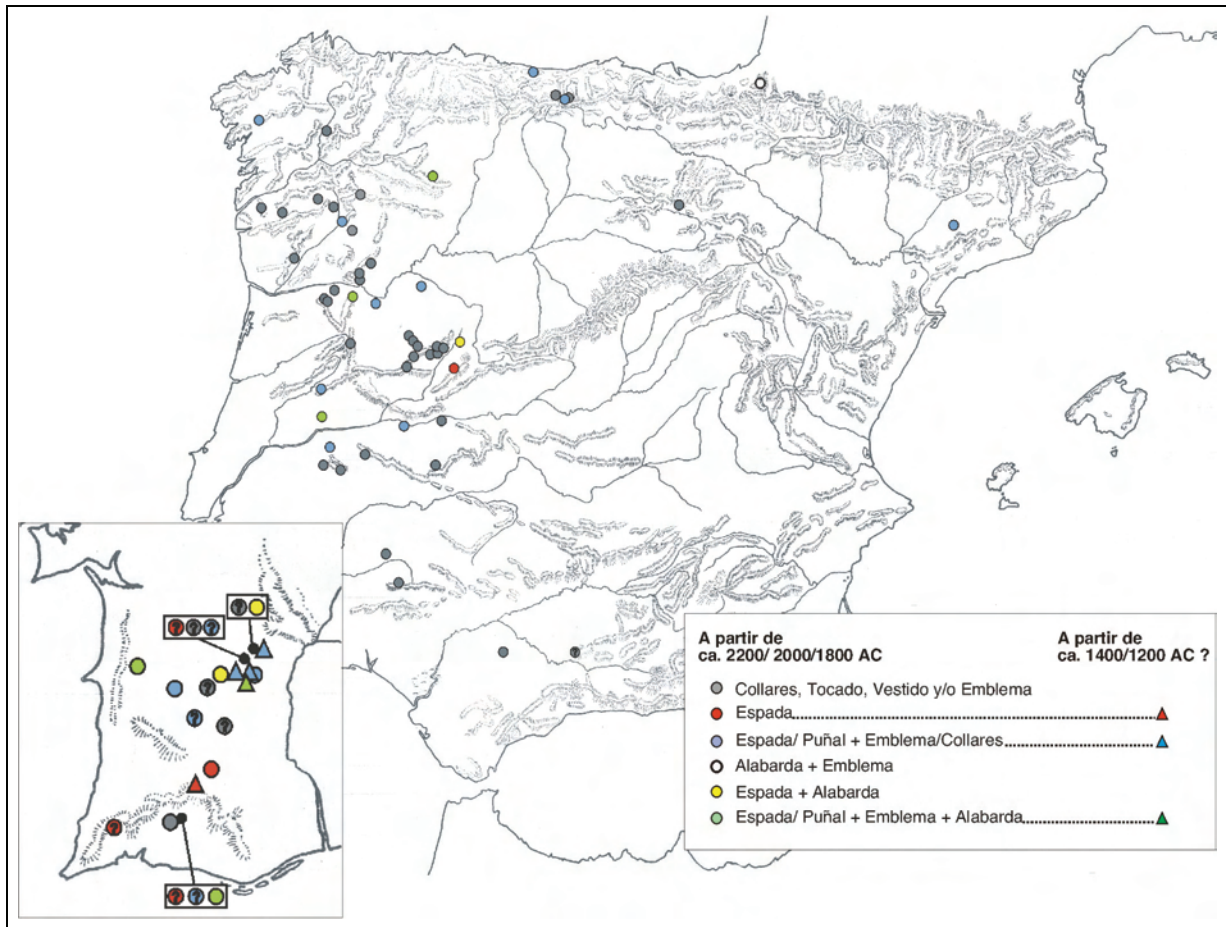 A partir de
ca. 2200/ 2000/1800 AC
A partir de
ca. 1400/1200 AC ?
Collares, Tocado, Vestido y/o Emblema
Espada
Espada/ Puñal + Emblema/Collares
Alabarda + Emblema
Espada + Alabarda
Espada/ Puñal + Emblema + Alabarda
? 
? ? ?
?
?
?
?
?
? ?